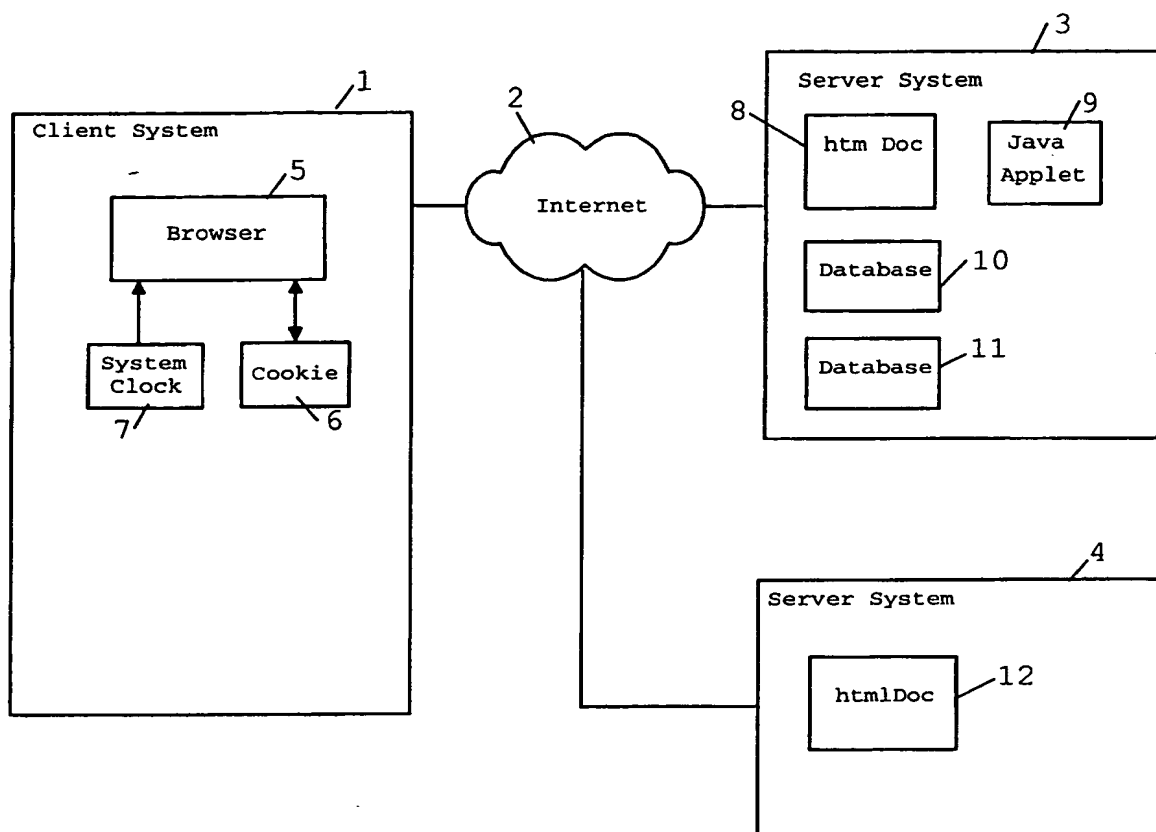 1
Client System
5
Browser
System
Clock
7
Cookie
6
2
Internet
3
Server System
8
htm Doc
9
Java
Applet
Database
10
Database
11
4
Server System
htmlDoc
12